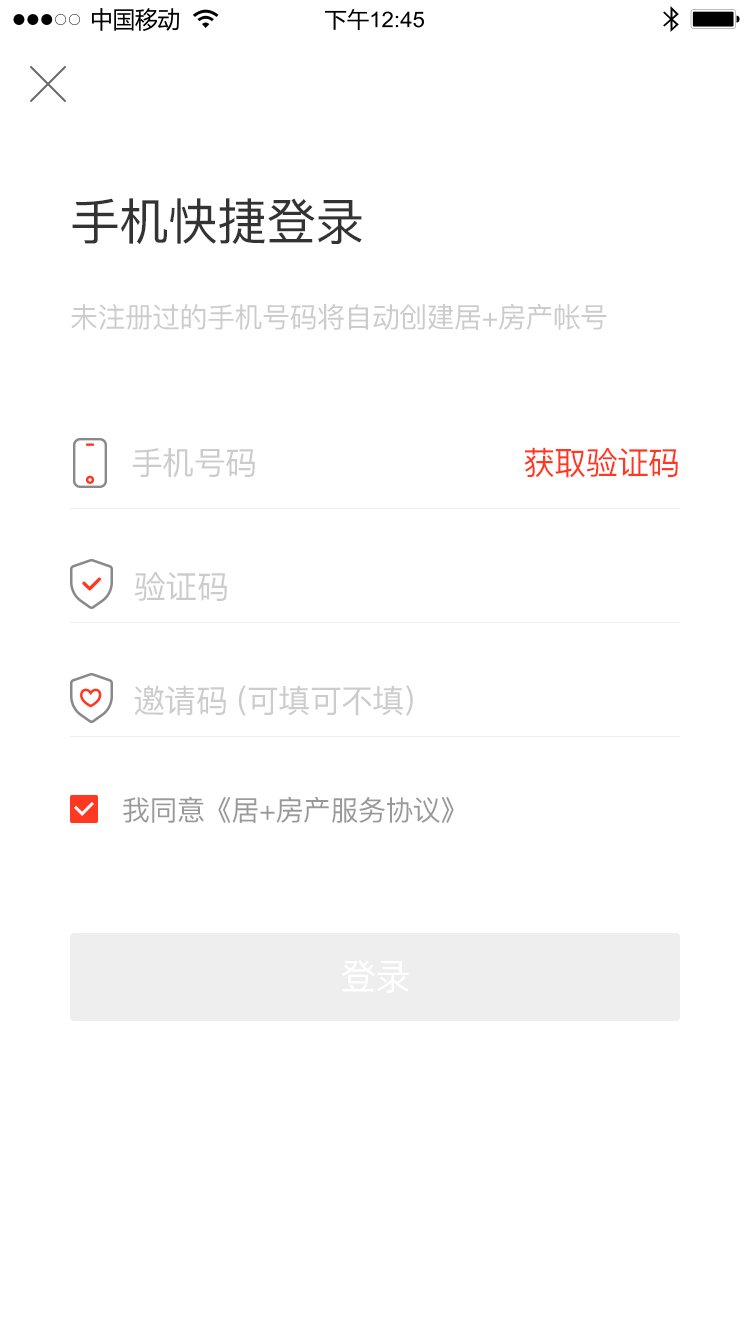 中国移动 下午12:45
手机快捷登录
未注册过的手机号码将自动创建居+房产帐号
手机号码 获取验证码
验证码
邀请码 (可填可不填)
我同意《居+房产服务协议》
登录